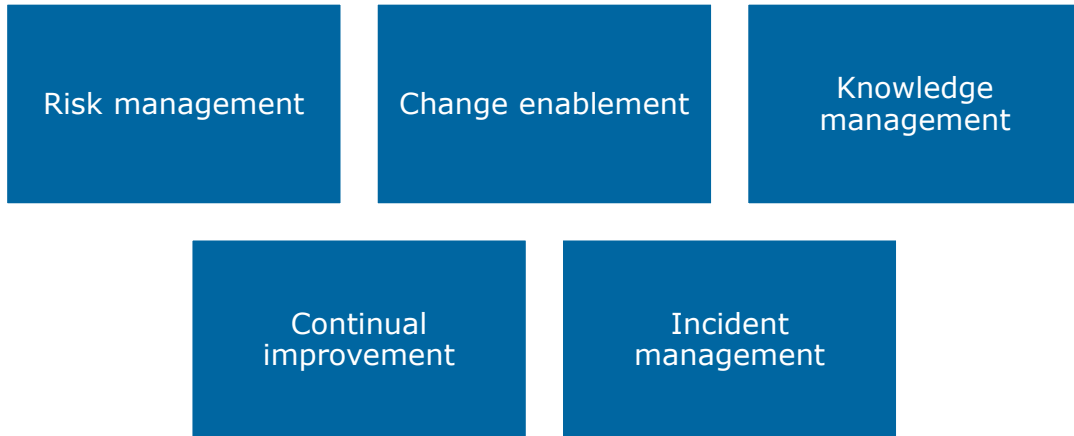 Risk management
Change enablement
Knowledge
management
Continual
improvement
Incident
management